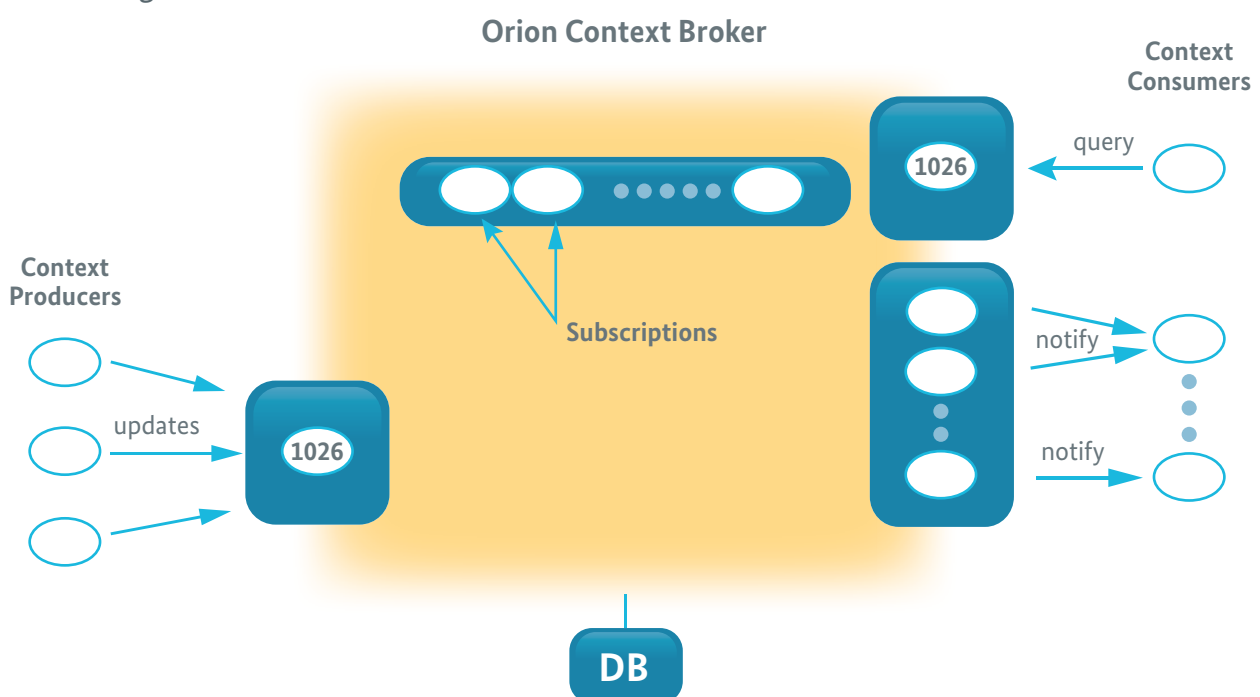 Orion Context Broker
Context
Consumers
1026
query
Context
Producers
Subscriptions
notify
updates
1026
notify
DB